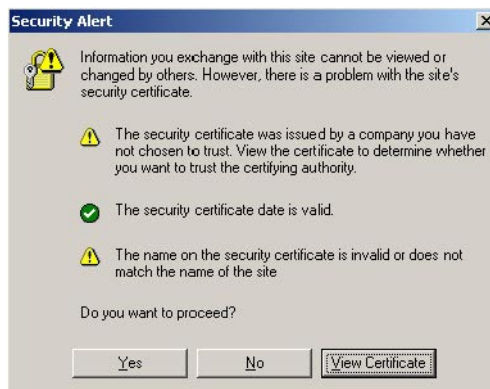 Security Alert
Information you exchange with this site cannot be viewed or
changed by others. However, there is a problem with the site's
security certificate.
The security certificate was issued by a company you have
not chosen to trust. View the certificate to determine whether
you want to trust the certifying authority.
The security certificate date is valid.
The name on the security certificate is invalid or does not
match the name of the site
Do you want to proceed?
Yes No View Certificate